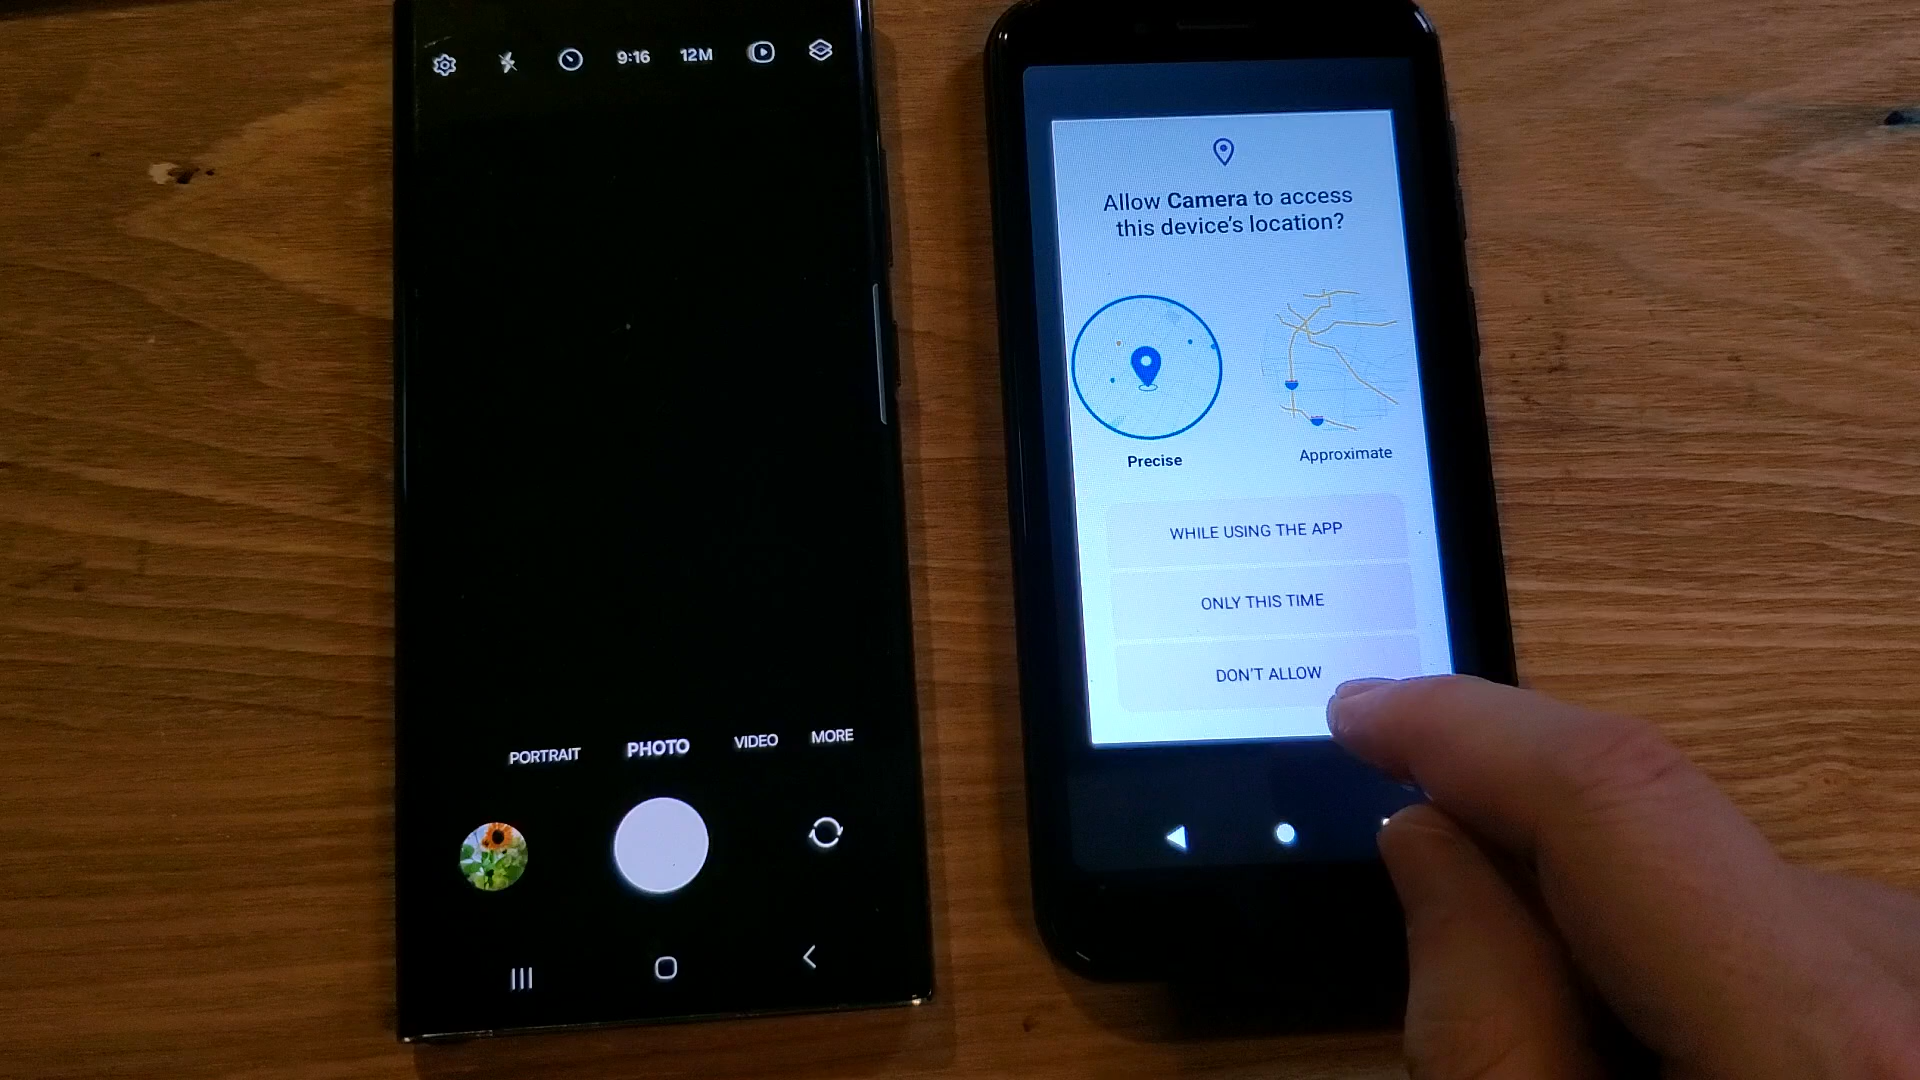 9:16
12M
PORTRAIT
PHOTO
VIDEO
MORE
Allow Camera to access
this device's location?
Precise
Approximate
WHILE USING THE APP
ONLY THIS TIME
DON'T ALLOW